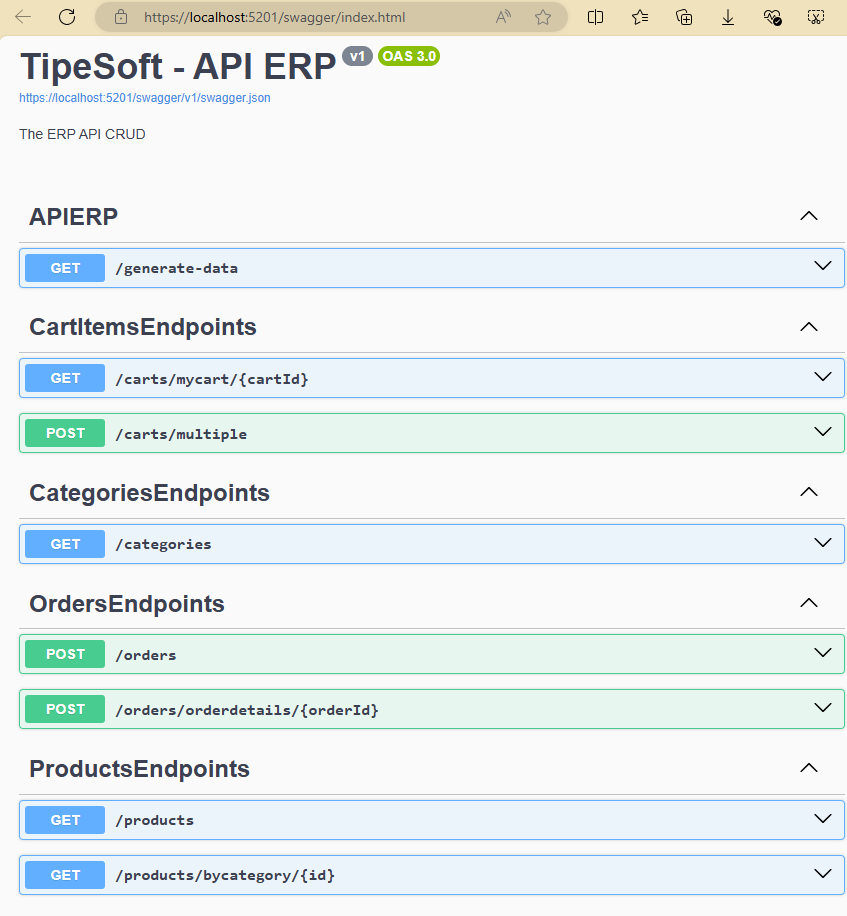 https://localhost:5201/swagger/index.html
TipeSoft - API ERP v1 OAS 3.0
https://localhost:5201/swagger/v1/swagger.json
The ERP API CRUD
APIERP
GET /generate-data
CartItemsEndpoints
GET /carts/mycart/{cartId}
POST /carts/multiple
CategoriesEndpoints
GET /categories
OrdersEndpoints
POST /orders
POST /orders/orderdetails/{orderId}
ProductsEndpoints
GET /products
GET /products/bycategory/{id}